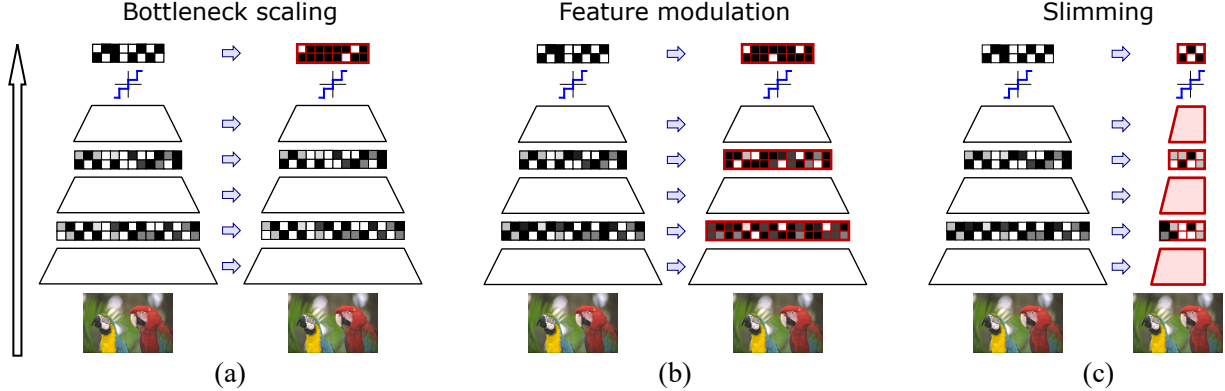 Bottleneck scaling
Feature modulation
Slimming
(a)
(b)
(c)